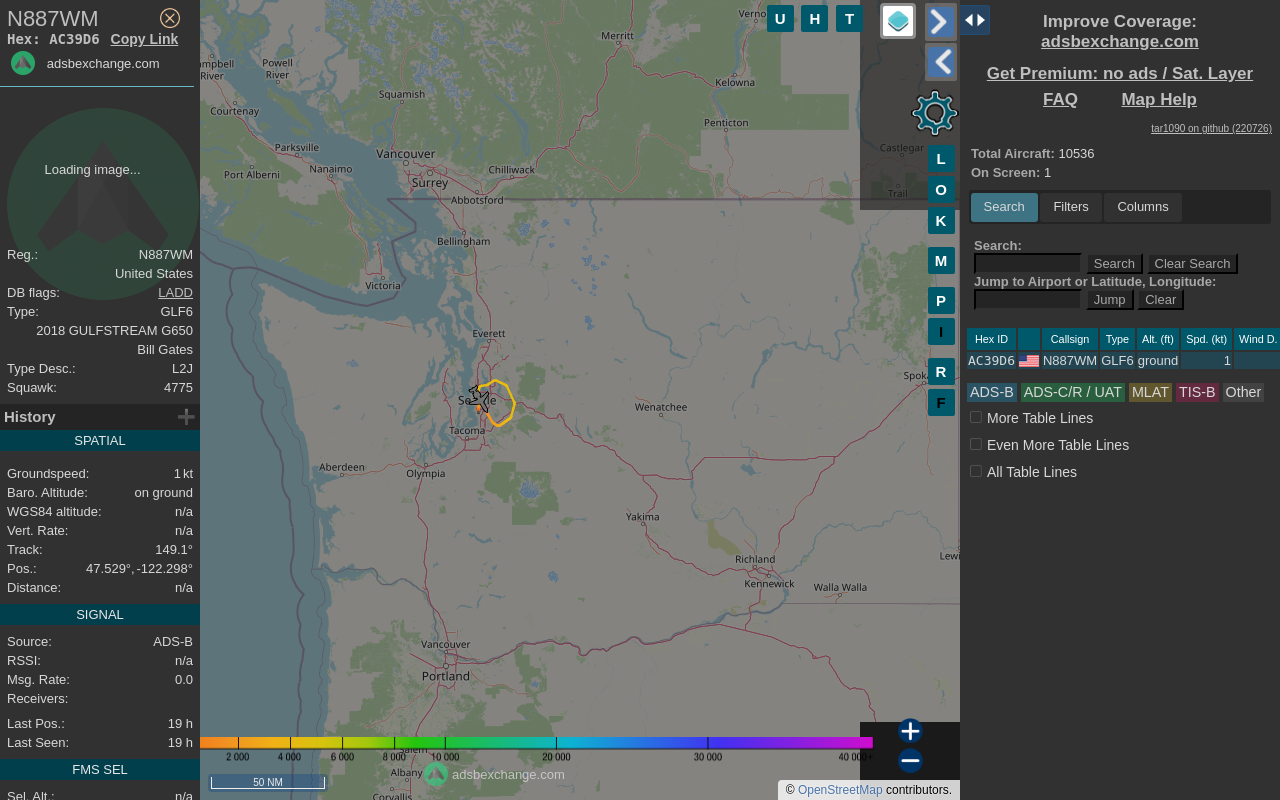 N887WM
Hex: AC39D6 Copy Link
adsbexchange.com
Loading image...
Reg.: N887WM
United States
DB flags: LADD
Type: GLF6
2018 GULFSTREAM G650
Bill Gates
Type Desc.: L2J
Squawk: 4775
History
SPATIAL
Groundspeed: 1 kt
Baro. Altitude: on ground
WGS84 altitude: n/a
Vert. Rate: n/a
Track: 149.1°
Pos.: 47.529°, -122.298°
Distance: n/a
SIGNAL
Source: ADS-B
RSSI: n/a
Msg. Rate: 0.0
Receivers:
Last Pos.: 19 h
Last Seen: 19 h
FMS SEL
Sel. Alt.: n/a
Verno
U H T
Merritt
mpbell
River
Powell
River
Kelowna
Squamish
Courtenay
Penticton
Parksville
Vancouver
Castlegar
Port Alberni
Nanaimo
Chilliwack
Surrey
Trail
Abbotsford
Bellingham
Victoria
Everett
Spok
Se le
Wenatchee
Tacoma
Aberdeen
Olympia
Yakima
Richland
Lewi
Kennewick
Walla Walla
Vancouver
Portland
Salem
Albany
Corvallis
L
O
K
M
P
I
R
F
2 000 4 000 6 000 8 000 10 000 20 000 30 000 40 000+
adsbexchange.com
50 NM
© OpenStreetMap contributors.
Improve Coverage:
adsbexchange.com
Get Premium: no ads / Sat. Layer
FAQ Map Help
tar1090 on github (220726)
Total Aircraft: 10536
On Screen: 1
Search Filters Columns
Search:
Search Clear Search
Jump to Airport or Latitude, Longitude:
Jump Clear
Hex ID Callsign Type Alt. (ft) Spd. (kt) Wind D.
AC39D6 N887WM GLF6 ground 1
ADS-B ADS-C/R / UAT MLAT TIS-B Other
More Table Lines
Even More Table Lines
All Table Lines